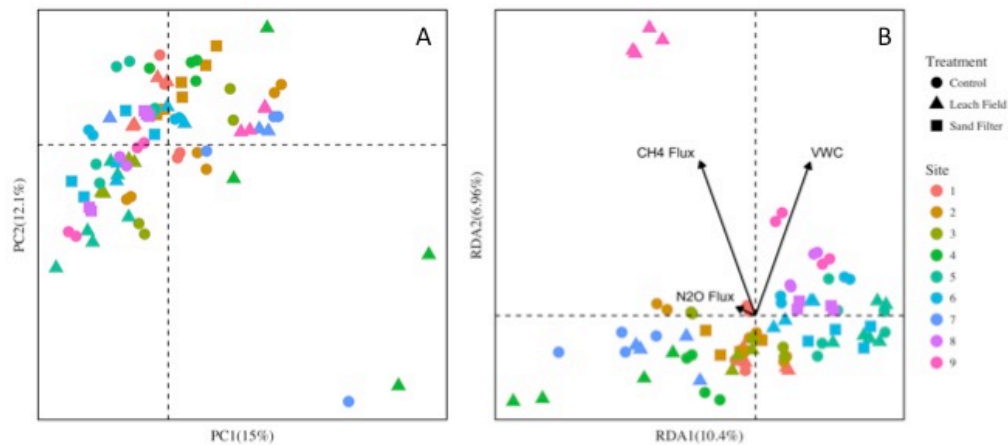 A
PC2(12.1%)
PC1(15%)
B
CH4 Flux
VWC
N2O Flux
RDA2(6.96%)
RDA1(10.4%)
Treatment
Control
Leach Field
Sand Filter
Site
1
2
3
4
5
6
7
8
9